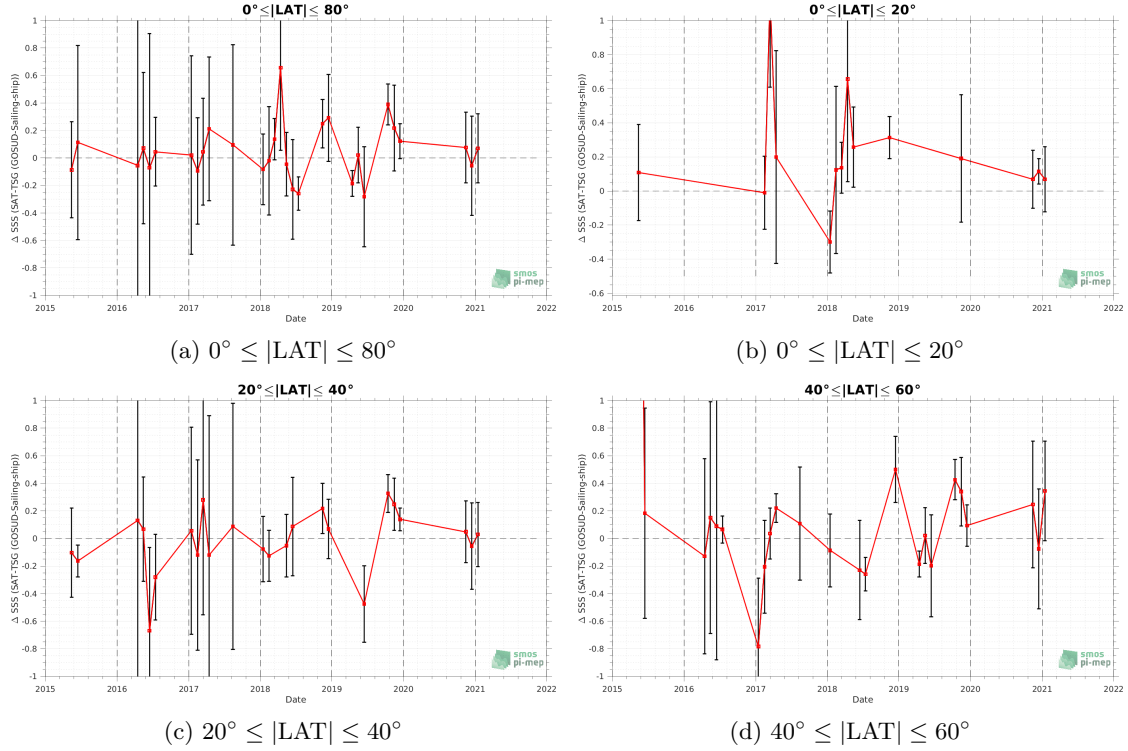 0°≤|LAT|≤ 80°
Δ SSS (SAT-TSG (GOSUD-Sailing-ship))
1
0.8
0.6
0.4
0.2
0
-0.2
-0.4
-0.6
-0.8
-1
2015 2016 2017 2018 2019 2020 2021 2022
Date
smos
pi-mep
(a) 0° ≤ |LAT| ≤ 80°
0°≤|LAT|≤ 20°
Δ SSS (SAT-TSG (GOSUD-Sailing-ship))
1
0.8
0.6
0.4
0.2
0
-0.2
-0.4
-0.6
2015 2016 2017 2018 2019 2020 2021 2022
Date
smos
pi-mep
(b) 0° ≤ |LAT| ≤ 20°
20°≤|LAT|≤ 40°
Δ SSS (SAT-TSG (GOSUD-Sailing-ship))
1
0.8
0.6
0.4
0.2
0
-0.2
-0.4
-0.6
-0.8
-1
2015 2016 2017 2018 2019 2020 2021 2022
Date
smos
pi-mep
(c) 20° ≤ |LAT| ≤ 40°
40°≤|LAT|≤ 60°
Δ SSS (SAT-TSG (GOSUD-Sailing-ship))
1
0.8
0.6
0.4
0.2
0
-0.2
-0.4
-0.6
-0.8
-1
2015 2016 2017 2018 2019 2020 2021 2022
Date
smos
pi-mep
(d) 40° ≤ |LAT| ≤ 60°